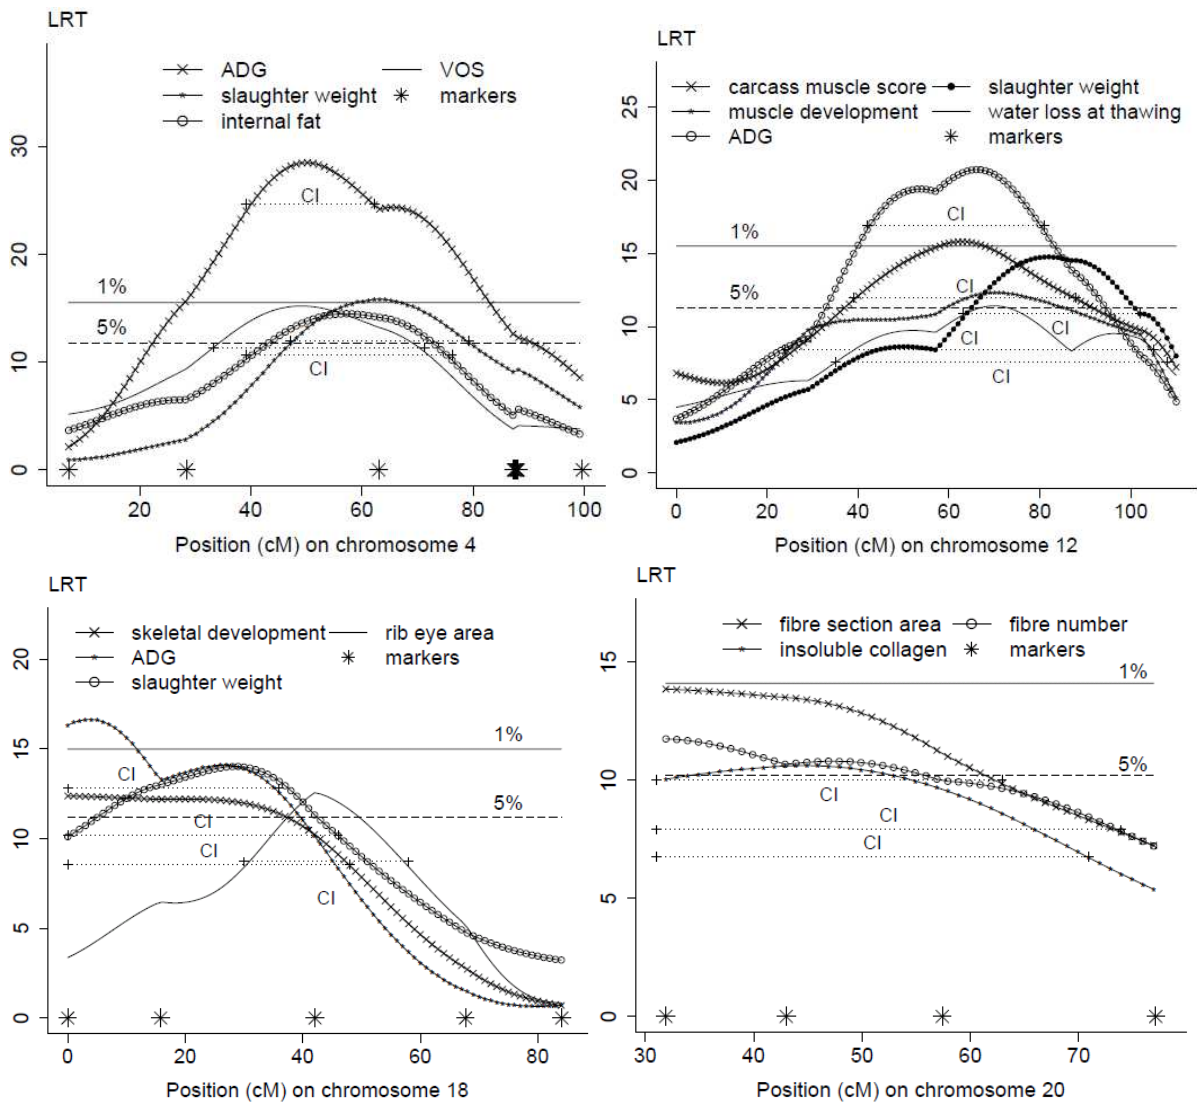 LRT
ADG VOS
slaughter weight markers
internal fat
30
20
10
0
CI
1%
5%
CI
20 40 60 80 100
Position (cM) on chromosome 4
LRT
carcass muscle score slaughter weight
muscle development water loss at thawing
ADG markers
25
20
15
10
5
0
CI
1%
CI
5%
CI
CI
0 20 40 60 80 100
Position (cM) on chromosome 12
LRT
skeletal development rib eye area
ADG markers
slaughter weight
20
15
10
5
0
1%
CI
5%
CI
CI
CI
0 20 40 60 80
Position (cM) on chromosome 18
LRT
fibre section area fibre number
insoluble collagen markers
15
10
5
0
1%
5%
CI
CI
CI
30 40 50 60 70
Position (cM) on chromosome 20